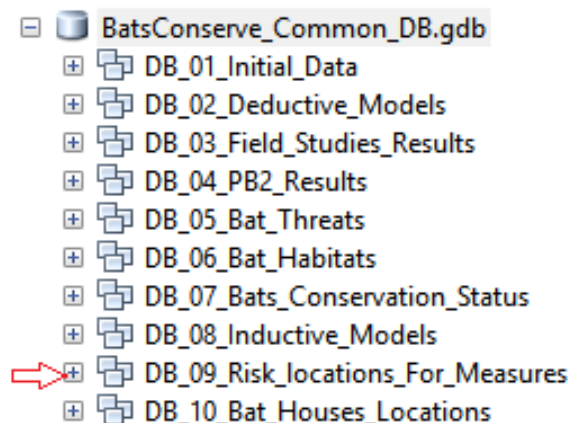 BatsConserve_Common_DB.gdb
DB_01_Initial_Data
DB_02_Deductive_Models
DB_03_Field_Studies_Results
DB_04_PB2_Results
DB_05_Bat_Threats
DB_06_Bat_Habitats
DB_07_Bats_Conservation_Status
DB_08_Inductive_Models
DB_09_Risk_locations_For_Measures
DB_10_Bat_Houses_Locations